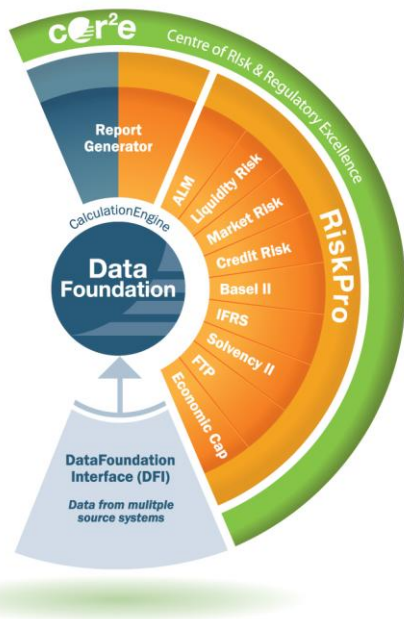 cor²e
Centre of Risk & Regulatory Excellence
Report
Generator
ALM
Liquidity Risk
Market Risk
Credit Risk
Basel II
IFRS
Solvency II
FTP
Economic Cap
RiskPro
CalculationEngine
Data
Foundation
DataFoundation
Interface (DFI)
Data from mulitple
source systems